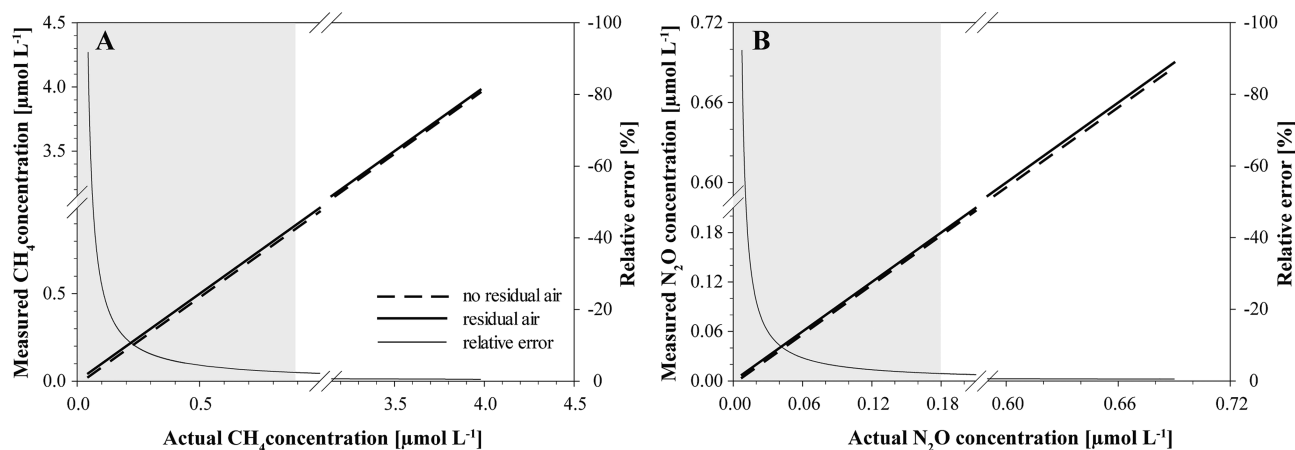 A
Measured CH4concentration [µmol L-1]
4.5
4.0
3.5
0.5
0.0
-100
-80
-60
-40
-20
0
Relative error [%]
no residual air
residual air
relative error
0.0 0.5 3.5 4.0 4.5
Actual CH4concentration [µmol L-1]
B
Measured N2O concentration [µmol L-1]
0.72
0.66
0.60
0.18
0.12
0.06
0.00
-100
-80
-60
-40
-20
0
Relative error [%]
0.00 0.06 0.12 0.18 0.60 0.66 0.72
Actual N2O concentration [µmol L-1]